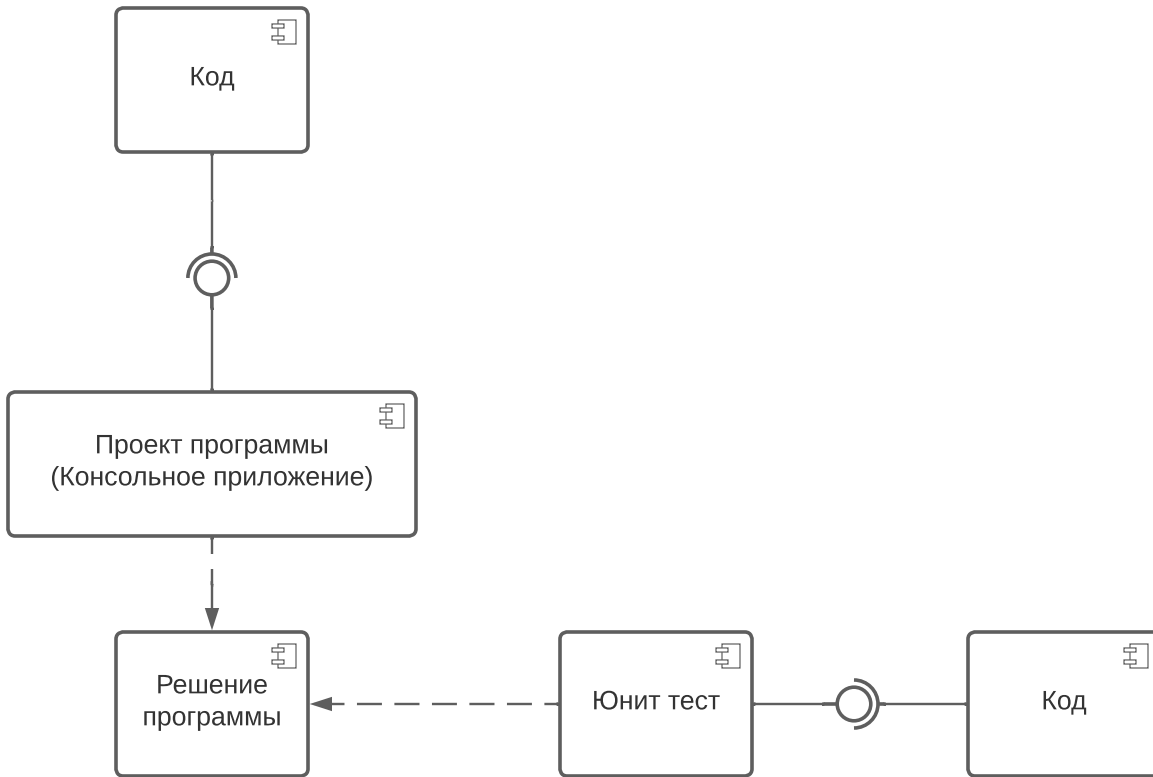 Код
Проект программы
(Консольное приложение)
Решение
программы
Юнит тест
Код